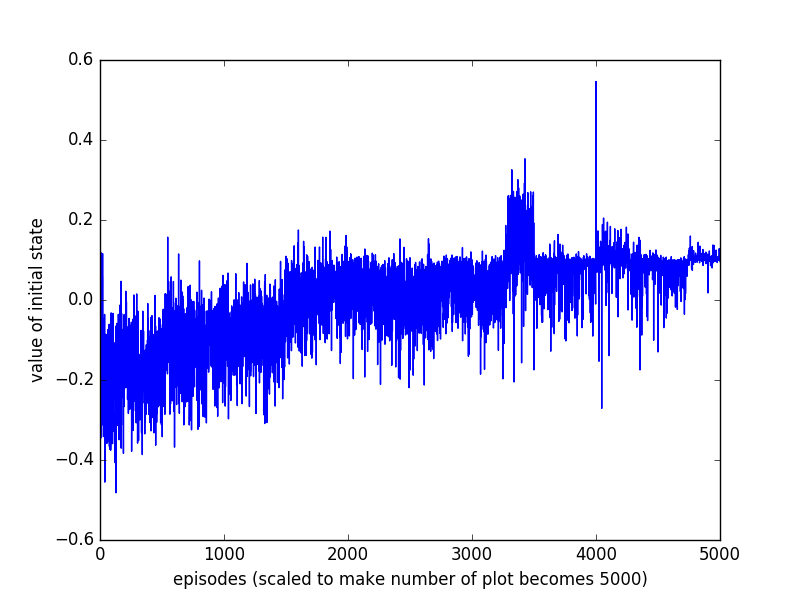 0.6
0.4
0.2
0.0
−0.2
−0.4
−0.6
value of initial state
0 1000 2000 3000 4000 5000
episodes (scaled to make number of plot becomes 5000)